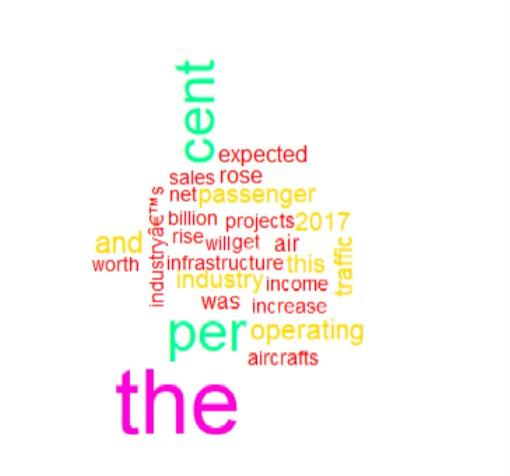 cent
expected
sales rose
net passenger
industryâ€™s
billion projects 2017
and rise will get air
traffic
worth infrastructure this
industry income
was increase
per operating
aircrafts
the